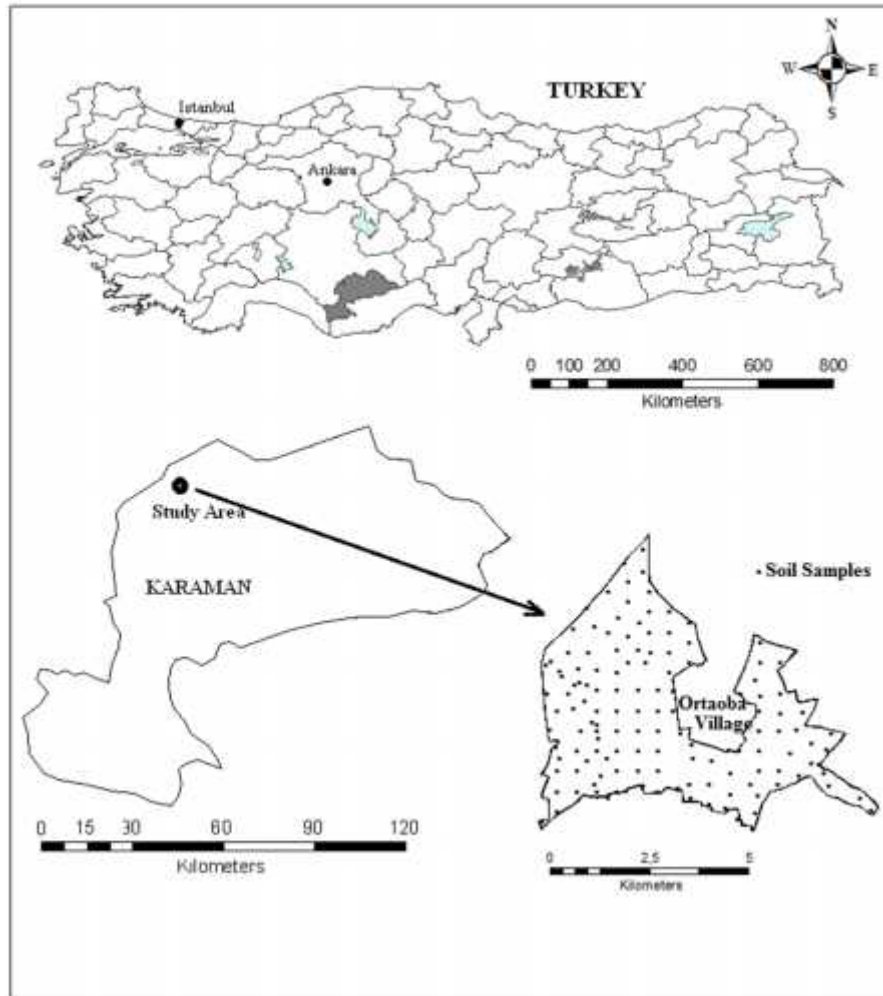 N
W E
S
TURKEY
İstanbul
Ankara
0 100 200 400 600 800
Kilometers
Study Area
KARAMAN
Soil Samples
Ortaoba
Village
0 15 30 60 90 120
Kilometers
0 2,5 5
Kilometers